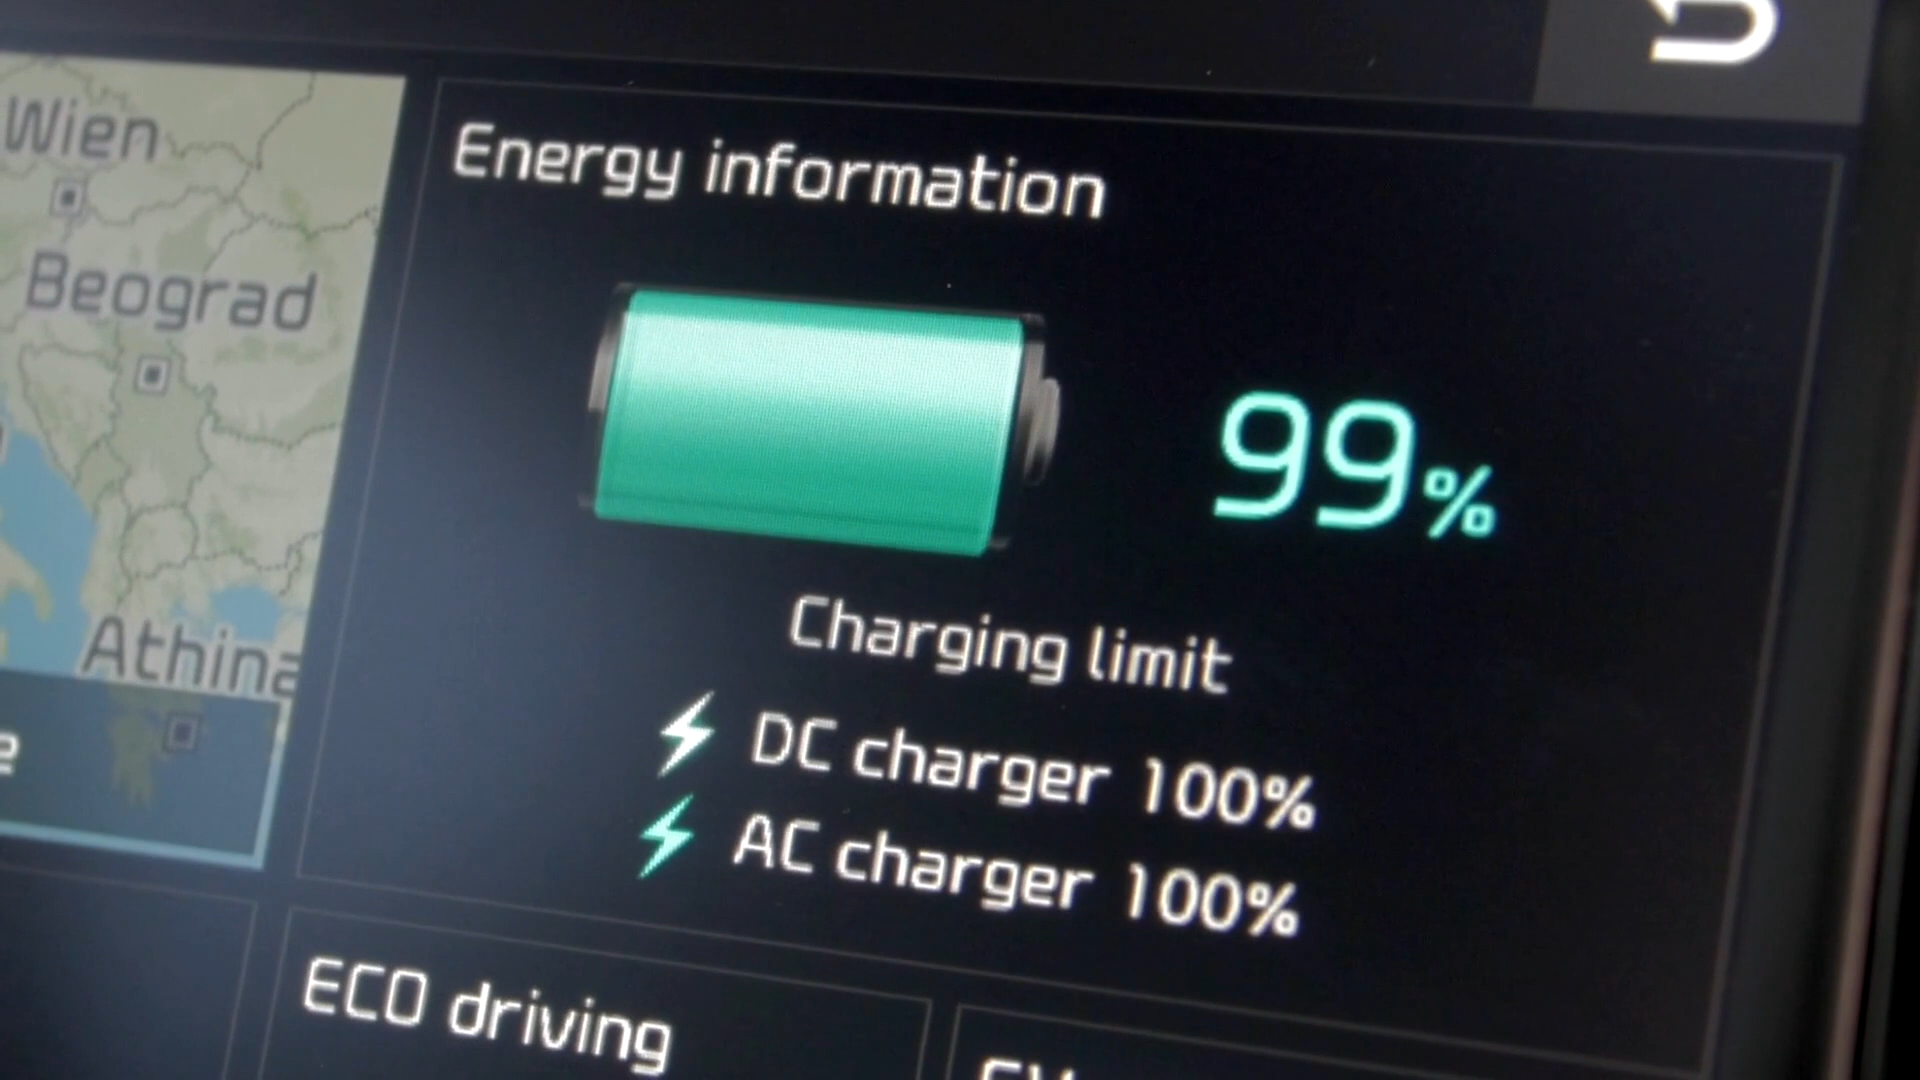 Wien
Beograd
Athina
Energy information
99%
Charging limit
DC charger 100%
AC charger 100%
ECO driving